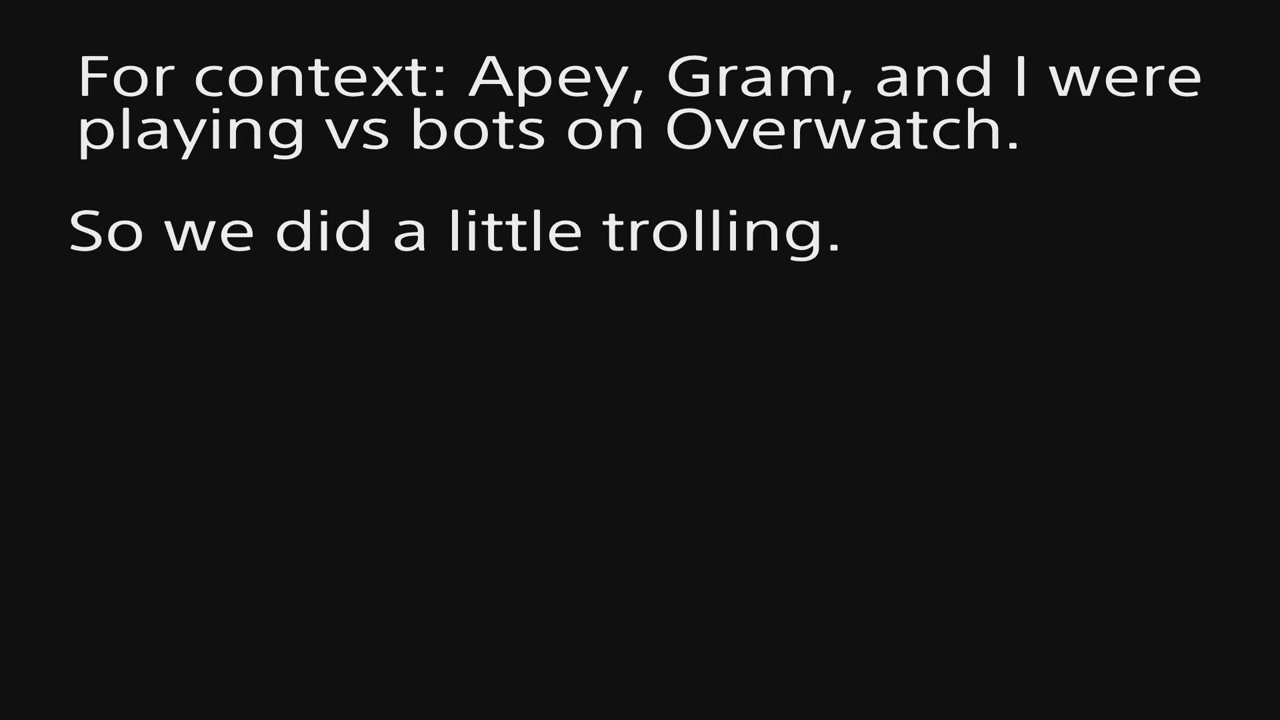 For context: Apey, Gram, and I were
playing vs bots on Overwatch.
So we did a little trolling.